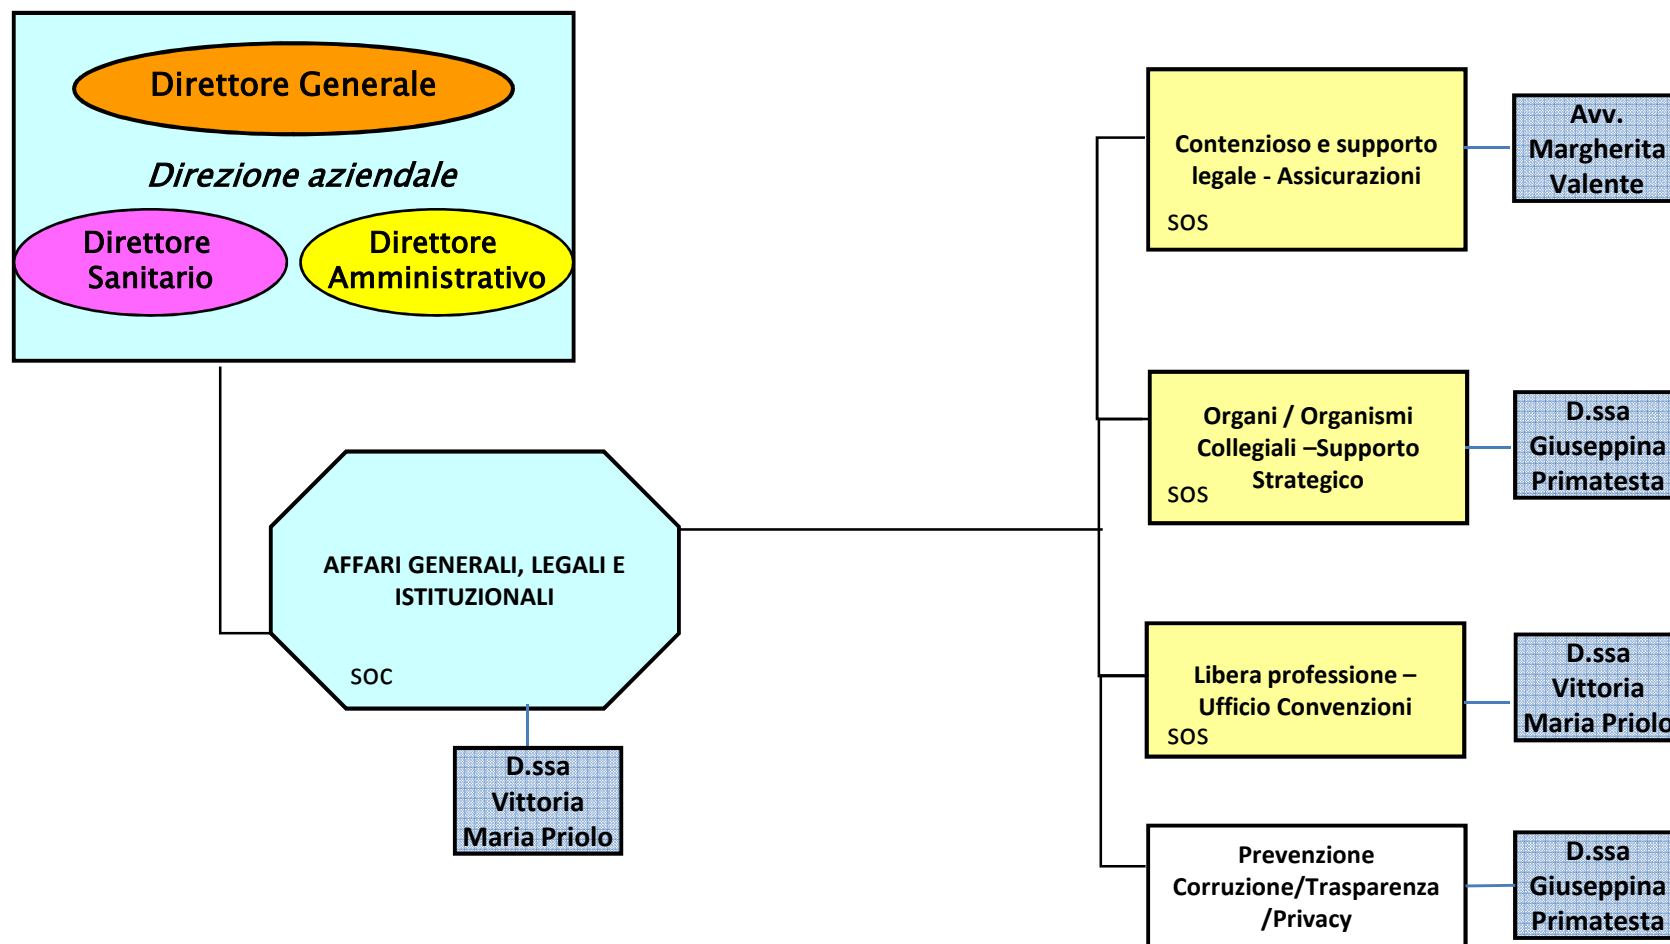 Direttore Generale
Direzione aziendale
Direttore
Sanitario
Direttore
Amministrativo
AFFARI GENERALI, LEGALI E
ISTITUZIONALI
SOC
D.ssa
Vittoria
Maria Priolo
Contenzioso e supporto
legale - Assicurazioni
SOS
Avv.
Margherita
Valente
Organi / Organismi
Collegiali –Supporto
Strategico
SOS
D.ssa
Giuseppina
Primatesta
Libera professione –
Ufficio Convenzioni
SOS
D.ssa
Vittoria
Maria Priolo
Prevenzione
Corruzione/Trasparenza
/Privacy
D.ssa
Giuseppina
Primatesta